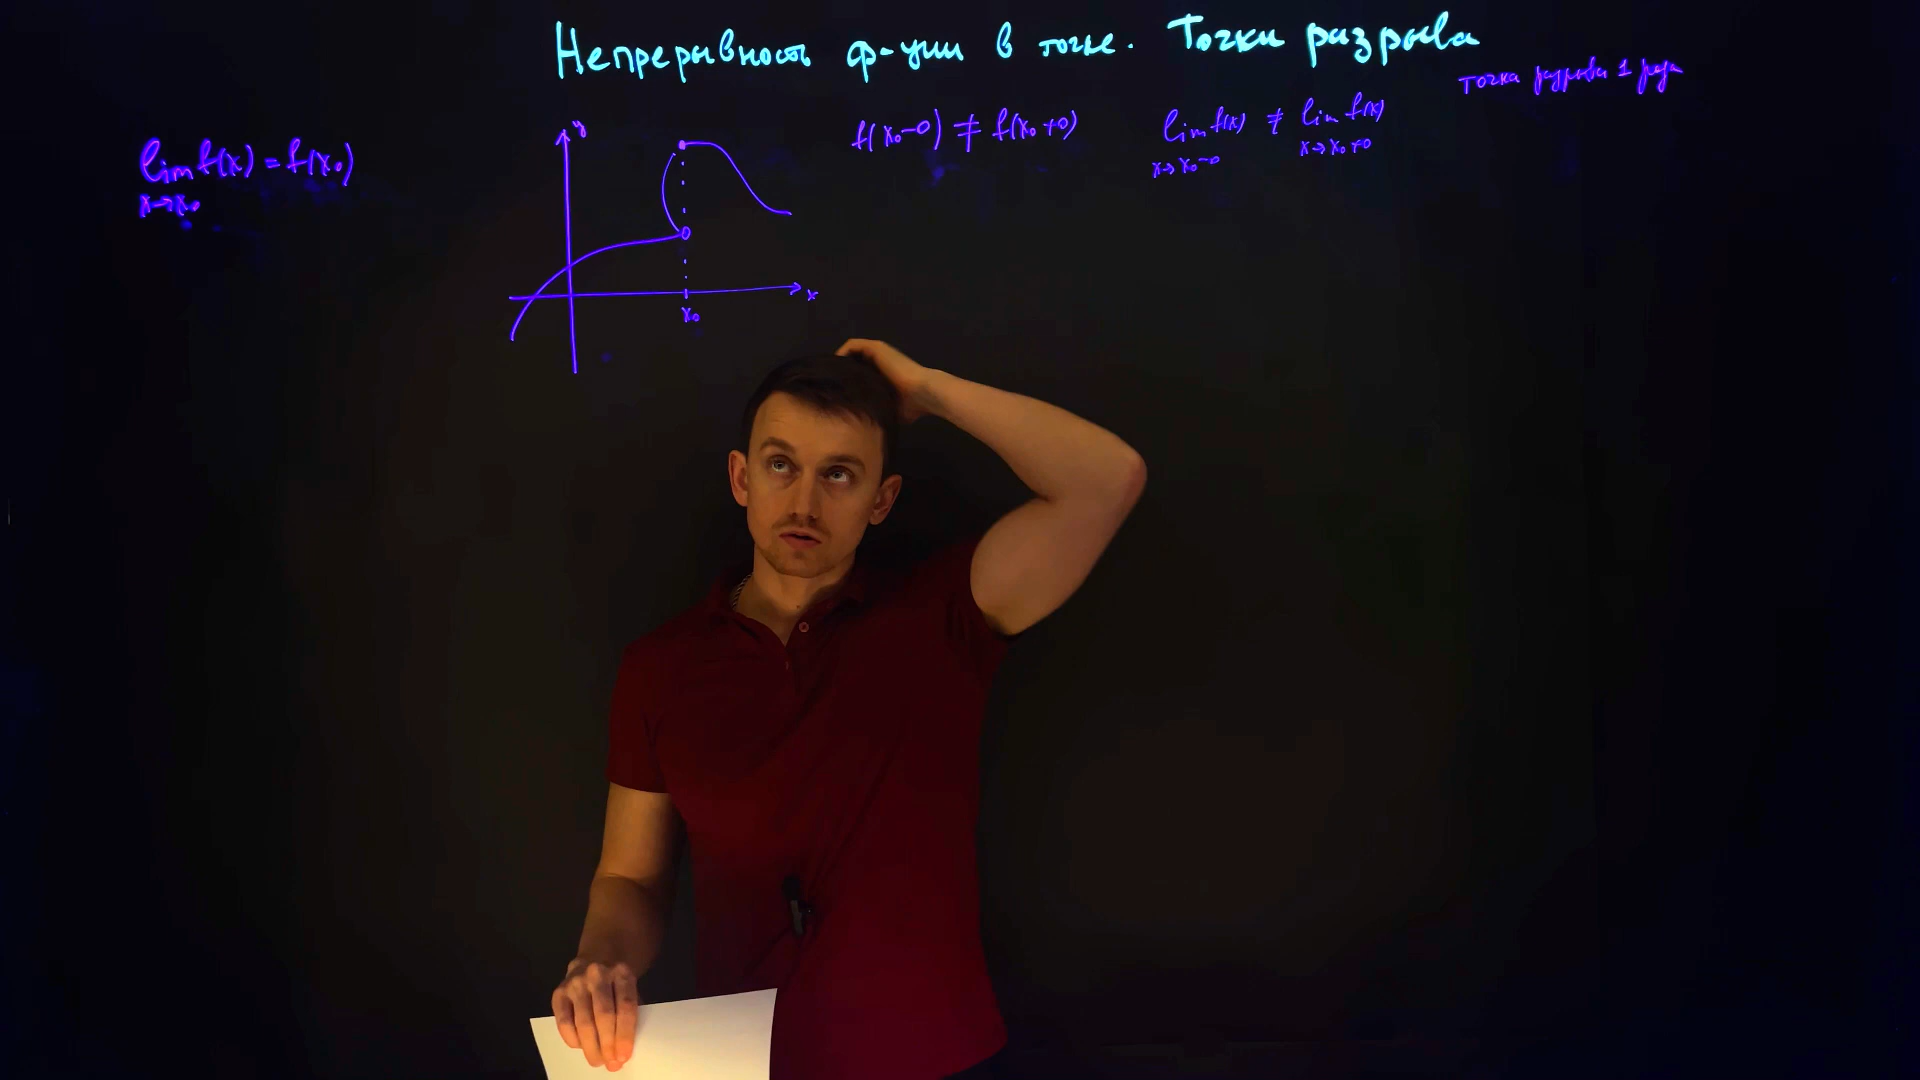 Непрерывность ф-ции в точке. Точки разрыва
точка разрыва 1 рода
lim f(x) = f(x₀)
x→x₀
y
x
x₀
f(x₀-0) ≠ f(x₀+0)
lim f(x) ≠ lim f(x)
x→x₀-0 x→x₀+0